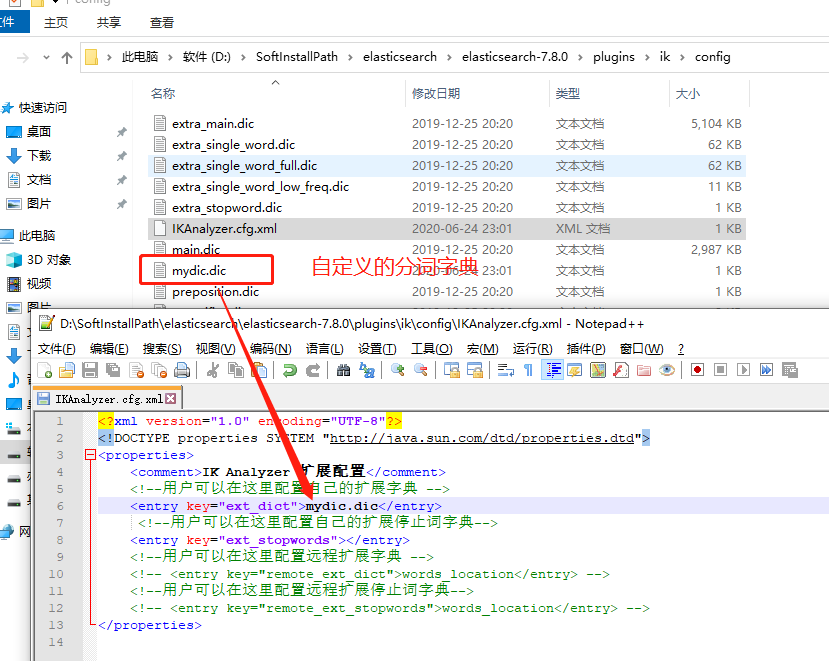 config
件 主页 共享 查看
此电脑 > 软件 (D:) > SoftInstallPath > elasticsearch > elasticsearch-7.8.0 > plugins > ik > config
名称 修改日期 类型 大小
快速访问
桌面
下载
文档
图片
此电脑
3D 对象
视频
图片
extra_main.dic 2019-12-25 20:20 文本文档 5,104 KB
extra_single_word.dic 2019-12-25 20:20 文本文档 62 KB
extra_single_word_full.dic 2019-12-25 20:20 文本文档 62 KB
extra_single_word_low_freq.dic 2019-12-25 20:20 文本文档 11 KB
extra_stopword.dic 2019-12-25 20:20 文本文档 1 KB
IKAnalyzer.cfg.xml 2020-06-24 23:01 XML 文档 1 KB
main.dic 2019-12-25 20:20 文本文档 2,987 KB
mydic.dic 2020-06-24 23:01 文本文档 1 KB
自定义的分词字典
preposition.dic 2019-12-25 20:20 文本文档 1 KB
D:\SoftInstallPath\elasticsearch\elasticsearch-7.8.0\plugins\ik\config\IKAnalyzer.cfg.xml - Notepad++
文件(F) 编辑(E) 搜索(S) 视图(V) 编码(N) 语言(L) 设置(T) 工具(O) 宏(M) 运行(R) 插件(P) 窗口(W) ?
IKAnalyzer.cfg.xml
1 <?xml version="1.0" encoding="UTF-8"?>
2 <!DOCTYPE properties SYSTEM "http://java.sun.com/dtd/properties.dtd">
3 <properties>
4 <comment>IK Analyzer 扩展配置</comment>
5 <!--用户可以在这里配置自己的扩展字典 -->
6 <entry key="ext_dict">mydic.dic</entry>
7 <!--用户可以在这里配置自己的扩展停止词字典-->
8 <entry key="ext_stopwords"></entry>
9 <!--用户可以在这里配置远程扩展字典 -->
10 <!-- <entry key="remote_ext_dict">words_location</entry> -->
11 <!--用户可以在这里配置远程扩展停止词字典-->
12 <!-- <entry key="remote_ext_stopwords">words_location</entry> -->
13 </properties>
14